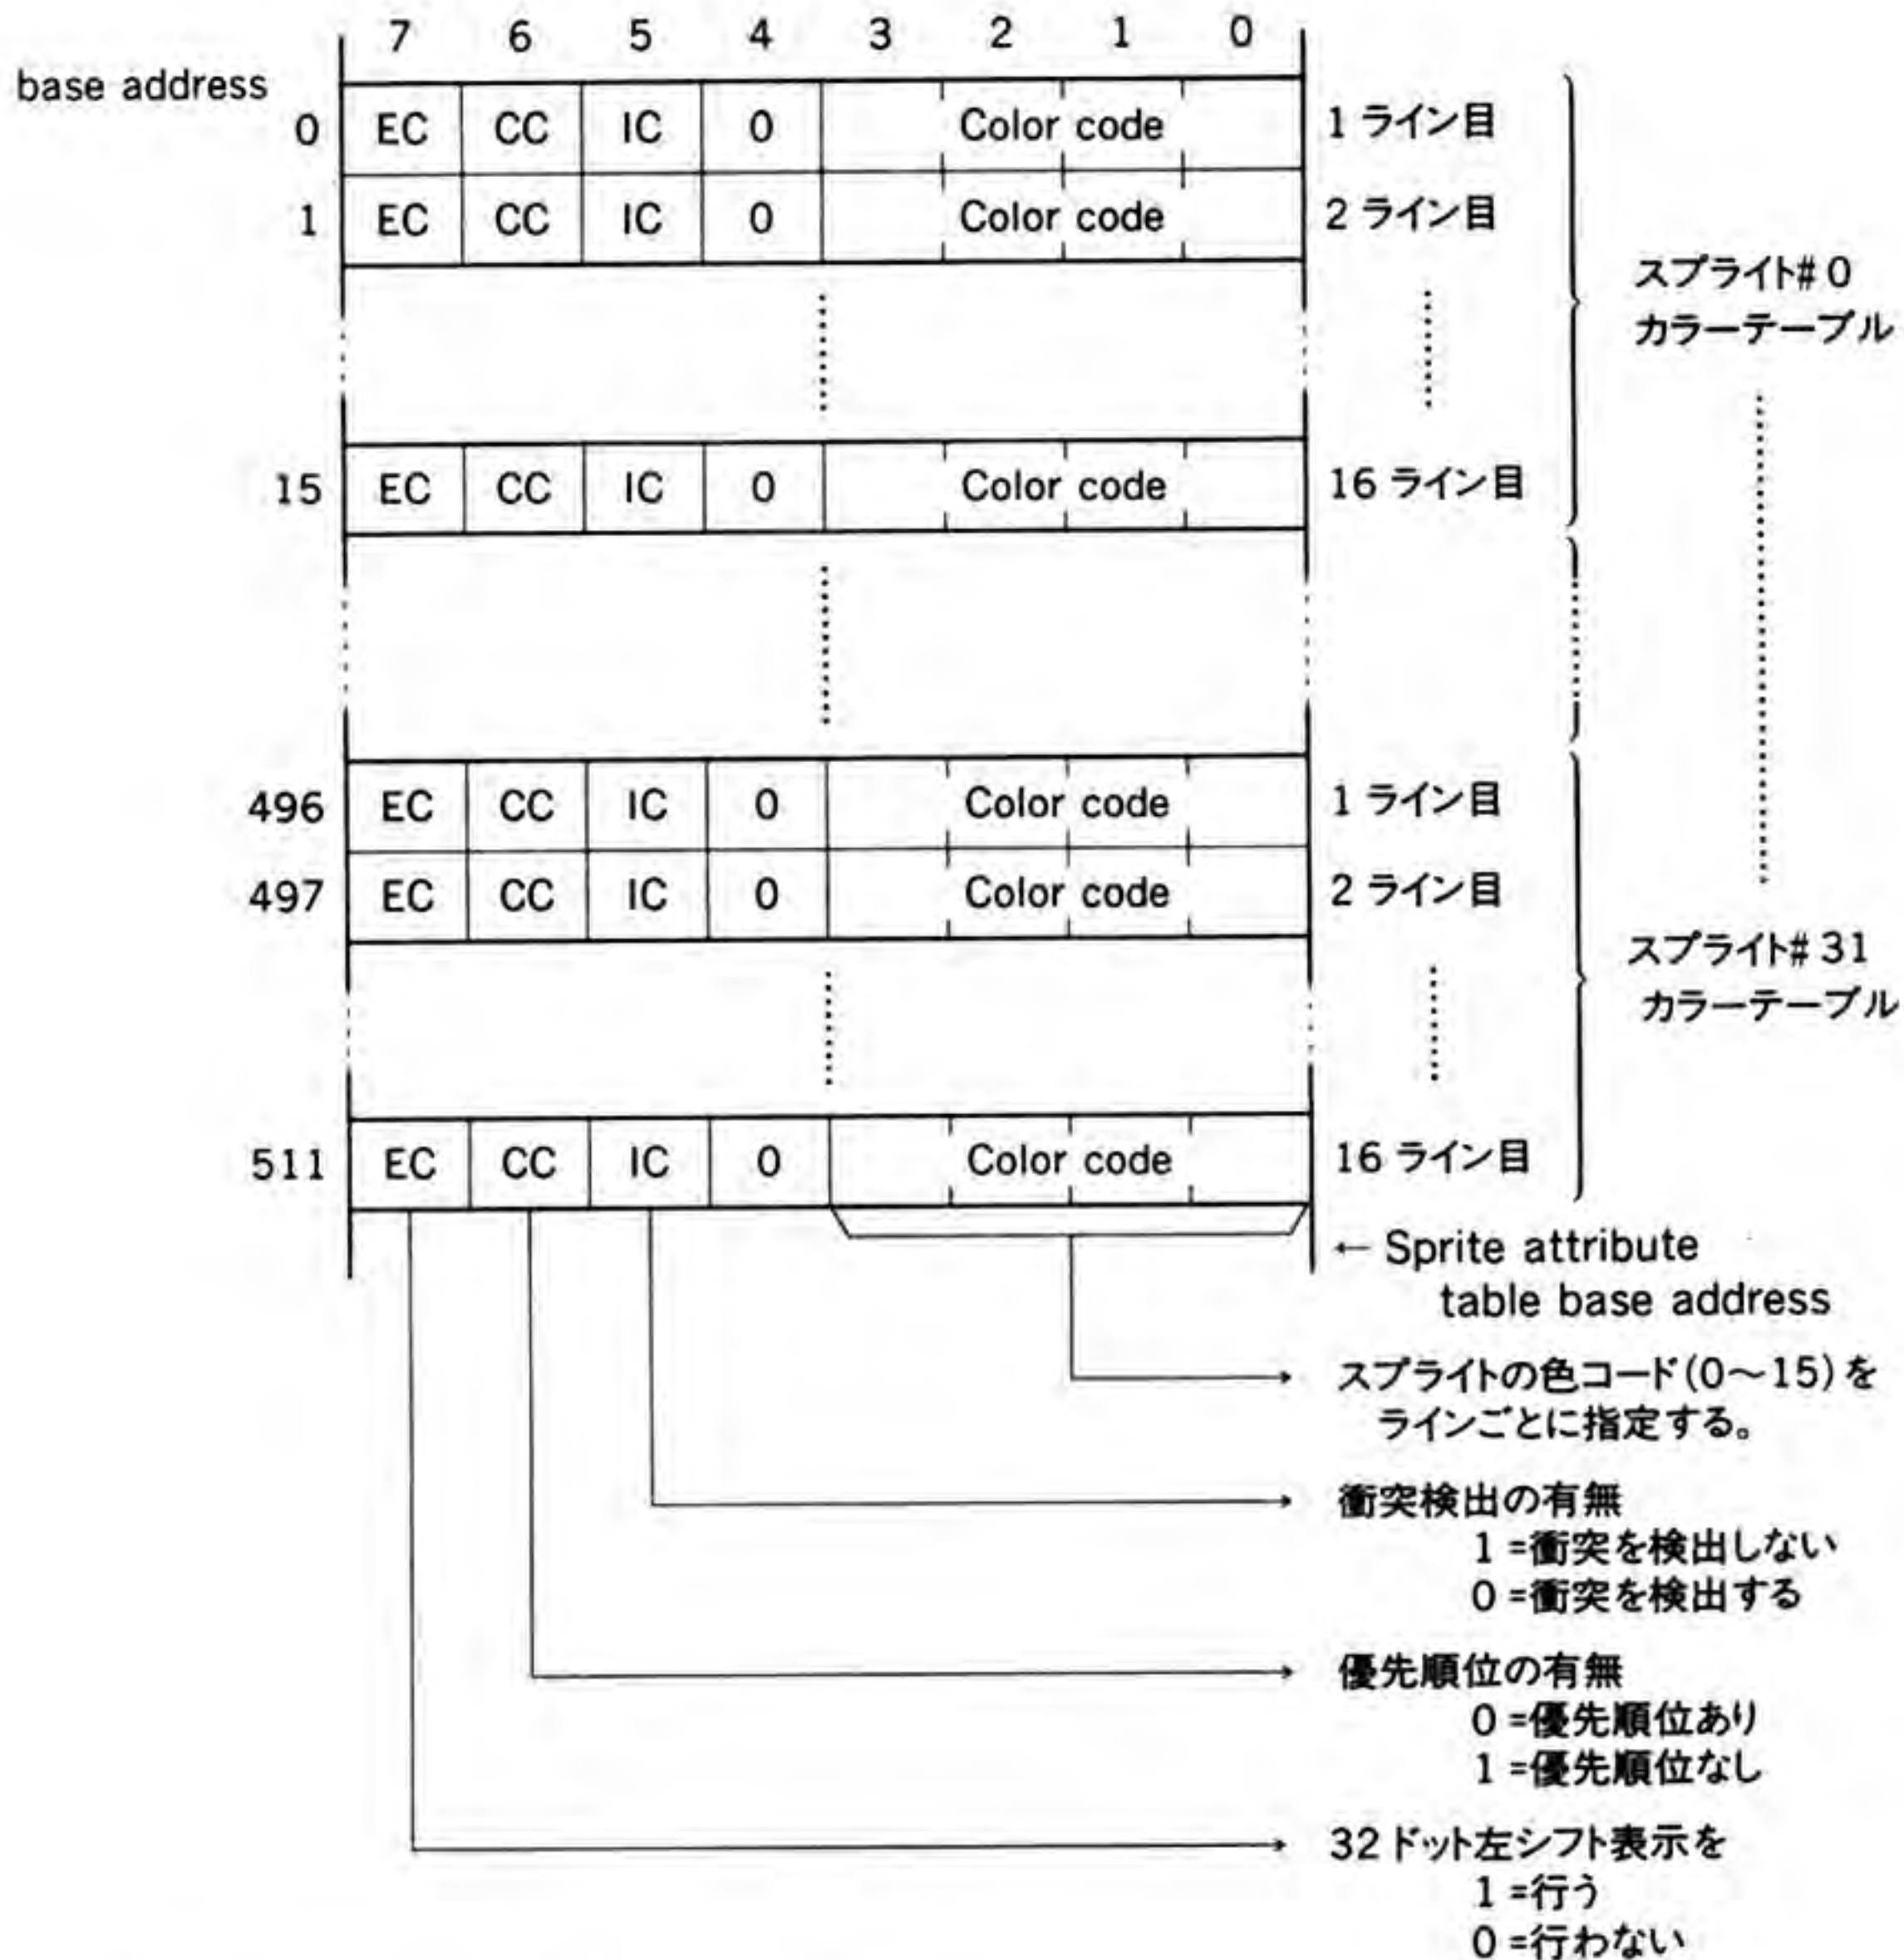 7 6 5 4 3 2 1 0
base address
0 EC CC IC 0 Color code 1 ライン目
1 EC CC IC 0 Color code 2 ライン目
スプライト#0
カラーテーブル
15 EC CC IC 0 Color code 16 ライン目
496 EC CC IC 0 Color code 1 ライン目
497 EC CC IC 0 Color code 2 ライン目
スプライト#31
カラーテーブル
511 EC CC IC 0 Color code 16 ライン目
← Sprite attribute
table base address
スプライトの色コード(0〜15)を
ラインごとに指定する。
衝突検出の有無
1=衝突を検出しない
0=衝突を検出する
優先順位の有無
0=優先順位あり
1=優先順位なし
32ドット左シフト表示を
1=行う
0=行わない